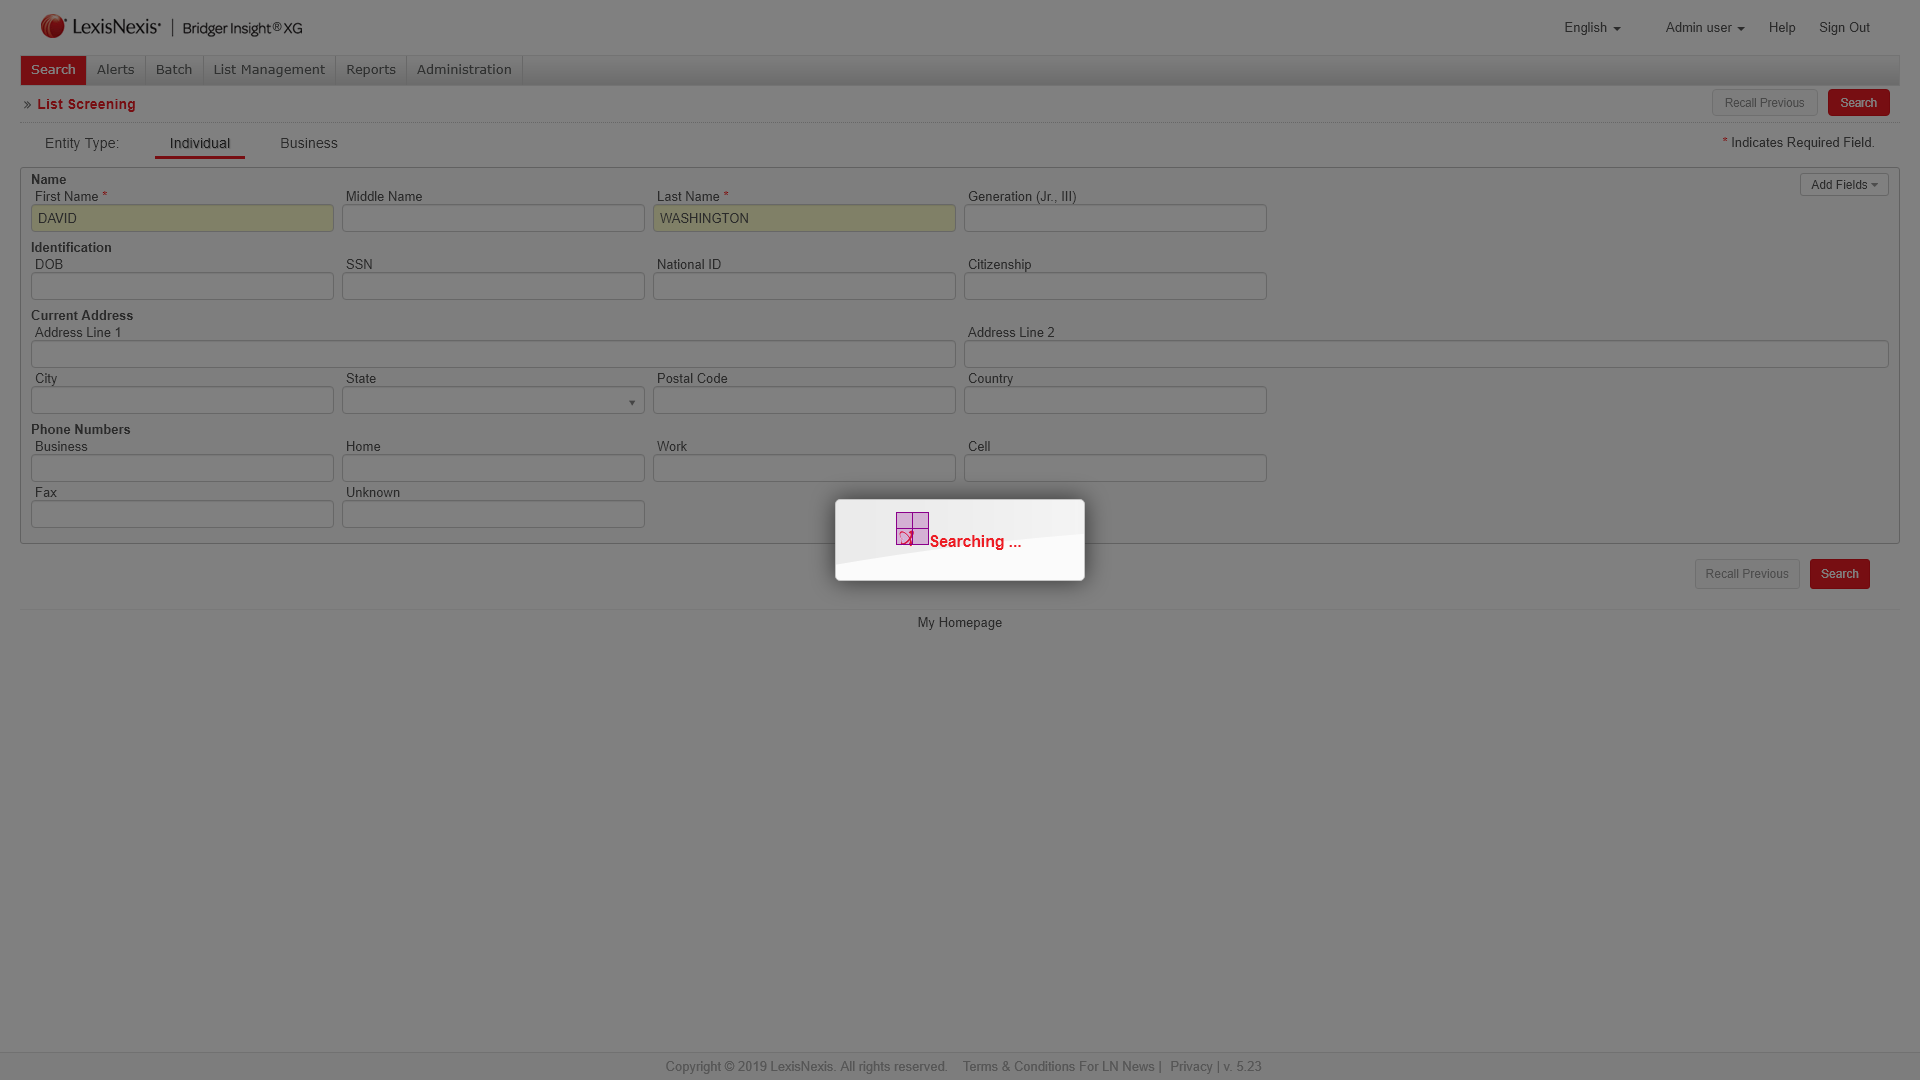 LexisNexis® | Bridger Insight® XG
English
Admin user
Help
Sign Out
Search
Alerts
Batch
List Management
Reports
Administration
» List Screening
Recall Previous
Search
Entity Type:
Individual
Business
* Indicates Required Field.
Name
Add Fields
First Name *
Middle Name
Last Name *
Generation (Jr., III)
DAVID
WASHINGTON
Identification
DOB
SSN
National ID
Citizenship
Current Address
Address Line 1
Address Line 2
City
State
Postal Code
Country
Phone Numbers
Business
Home
Work
Cell
Fax
Unknown
Searching ...
Recall Previous
Search
My Homepage
Copyright © 2019 LexisNexis. All rights reserved. Terms & Conditions For LN News | Privacy | v. 5.23